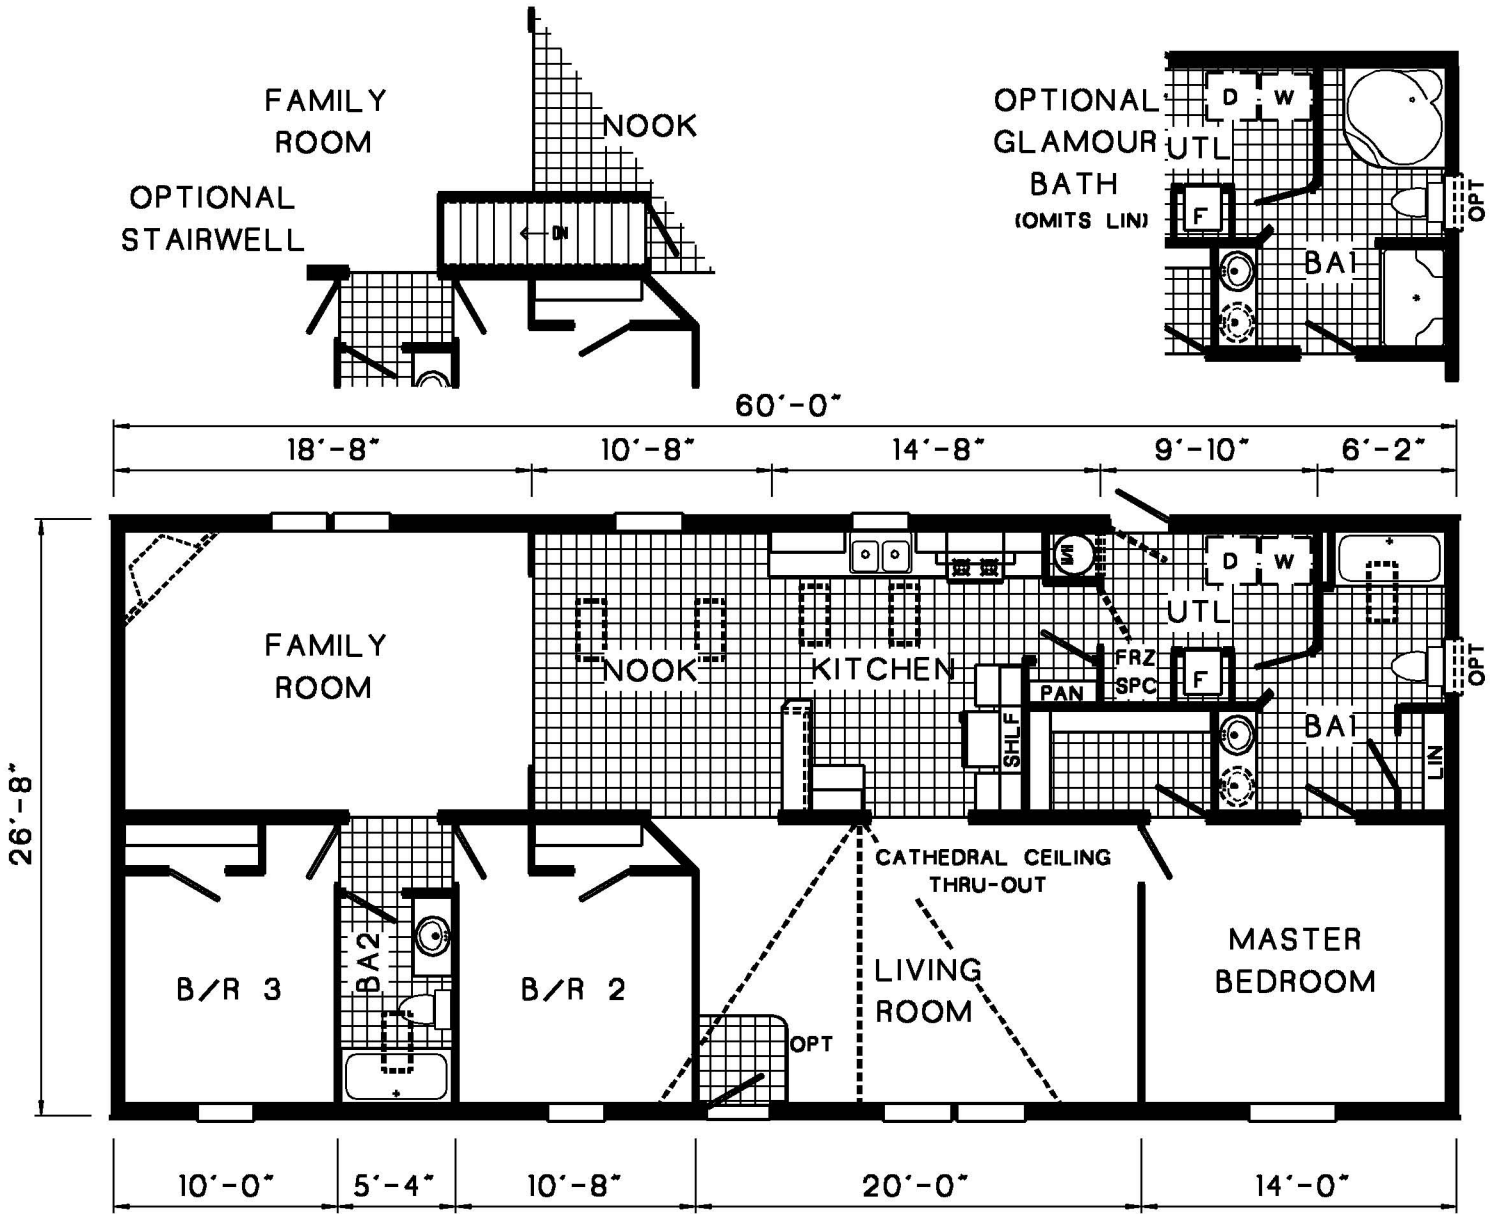 FAMILY
ROOM
NOOK
OPTIONAL
STAIRWELL
DN
OPTIONAL
GLAMOUR
BATH
(OMITS LIN)
D W
UTL
F
OPT
BA1
60'-0"
18'-8" 10'-8" 14'-8" 9'-10" 6'-2"
26'-8"
FAMILY
ROOM
NOOK
KITCHEN
D W
UTL
FRZ
SPC
F
PAN
SHLF
OPT
BA1
LIN
CATHEDRAL CEILING
THRU-OUT
B/R 3
BA2
B/R 2
LIVING
ROOM
OPT
MASTER
BEDROOM
10'-0" 5'-4" 10'-8" 20'-0" 14'-0"